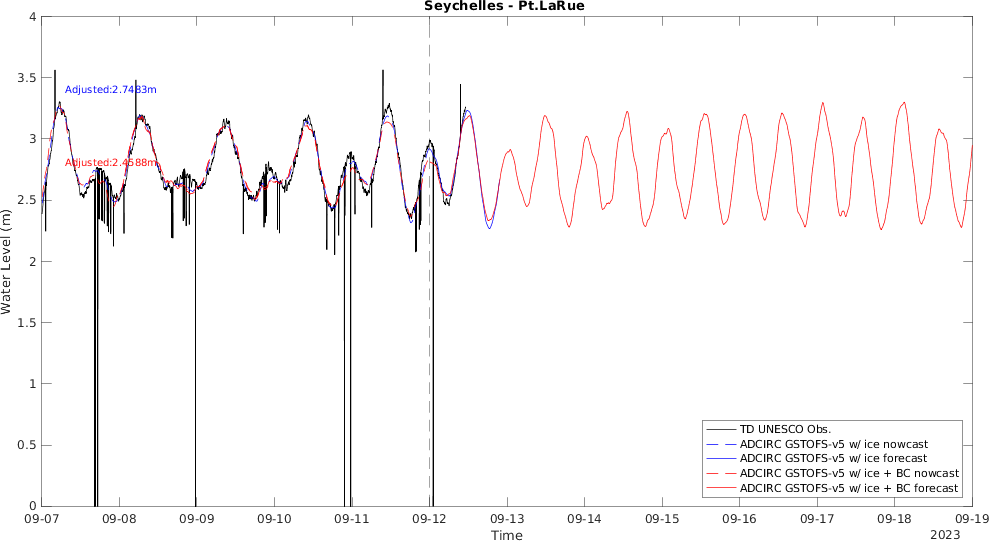 Seychelles - Pt.LaRue
4
3.5
3
2.5
2
1.5
1
0.5
0
Water Level (m)
Adjusted:2.7483m
Adjusted:2.4588m
TD UNESCO Obs.
ADCIRC GSTOFS-v5 w/ ice nowcast
ADCIRC GSTOFS-v5 w/ ice forecast
ADCIRC GSTOFS-v5 w/ ice + BC nowcast
ADCIRC GSTOFS-v5 w/ ice + BC forecast
09-07 09-08 09-09 09-10 09-11 09-12 09-13 09-14 09-15 09-16 09-17 09-18 09-19
Time
2023